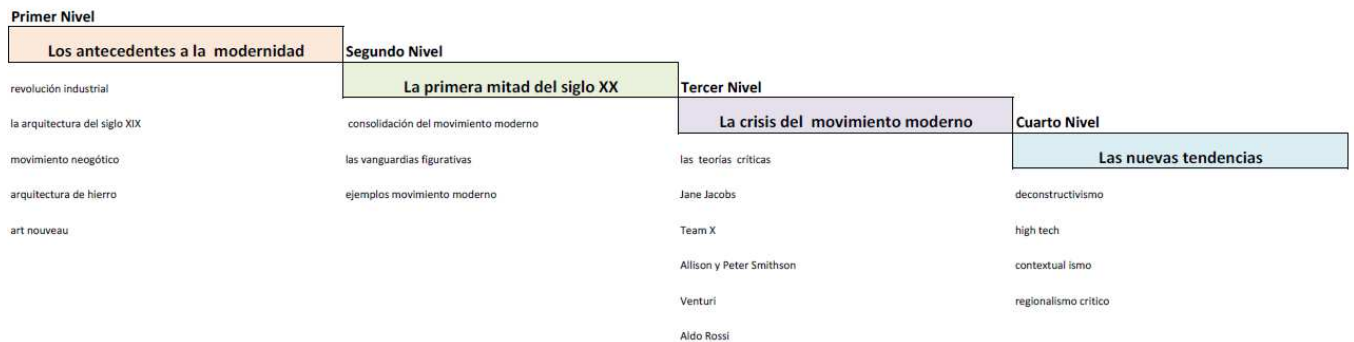 Primer Nivel
Los antecedentes a la modernidad
revolución industrial
la arquitectura del siglo XIX
movimiento neogótico
arquitectura de hierro
art nouveau
Segundo Nivel
La primera mitad del siglo XX
consolidación del movimiento moderno
las vanguardias figurativas
ejemplos movimiento moderno
Tercer Nivel
La crisis del movimiento moderno
las teorías críticas
Jane Jacobs
Team X
Allison y Peter Smithson
Venturi
Aldo Rossi
Cuarto Nivel
Las nuevas tendencias
deconstructivismo
high tech
contextual ismo
regionalismo critico